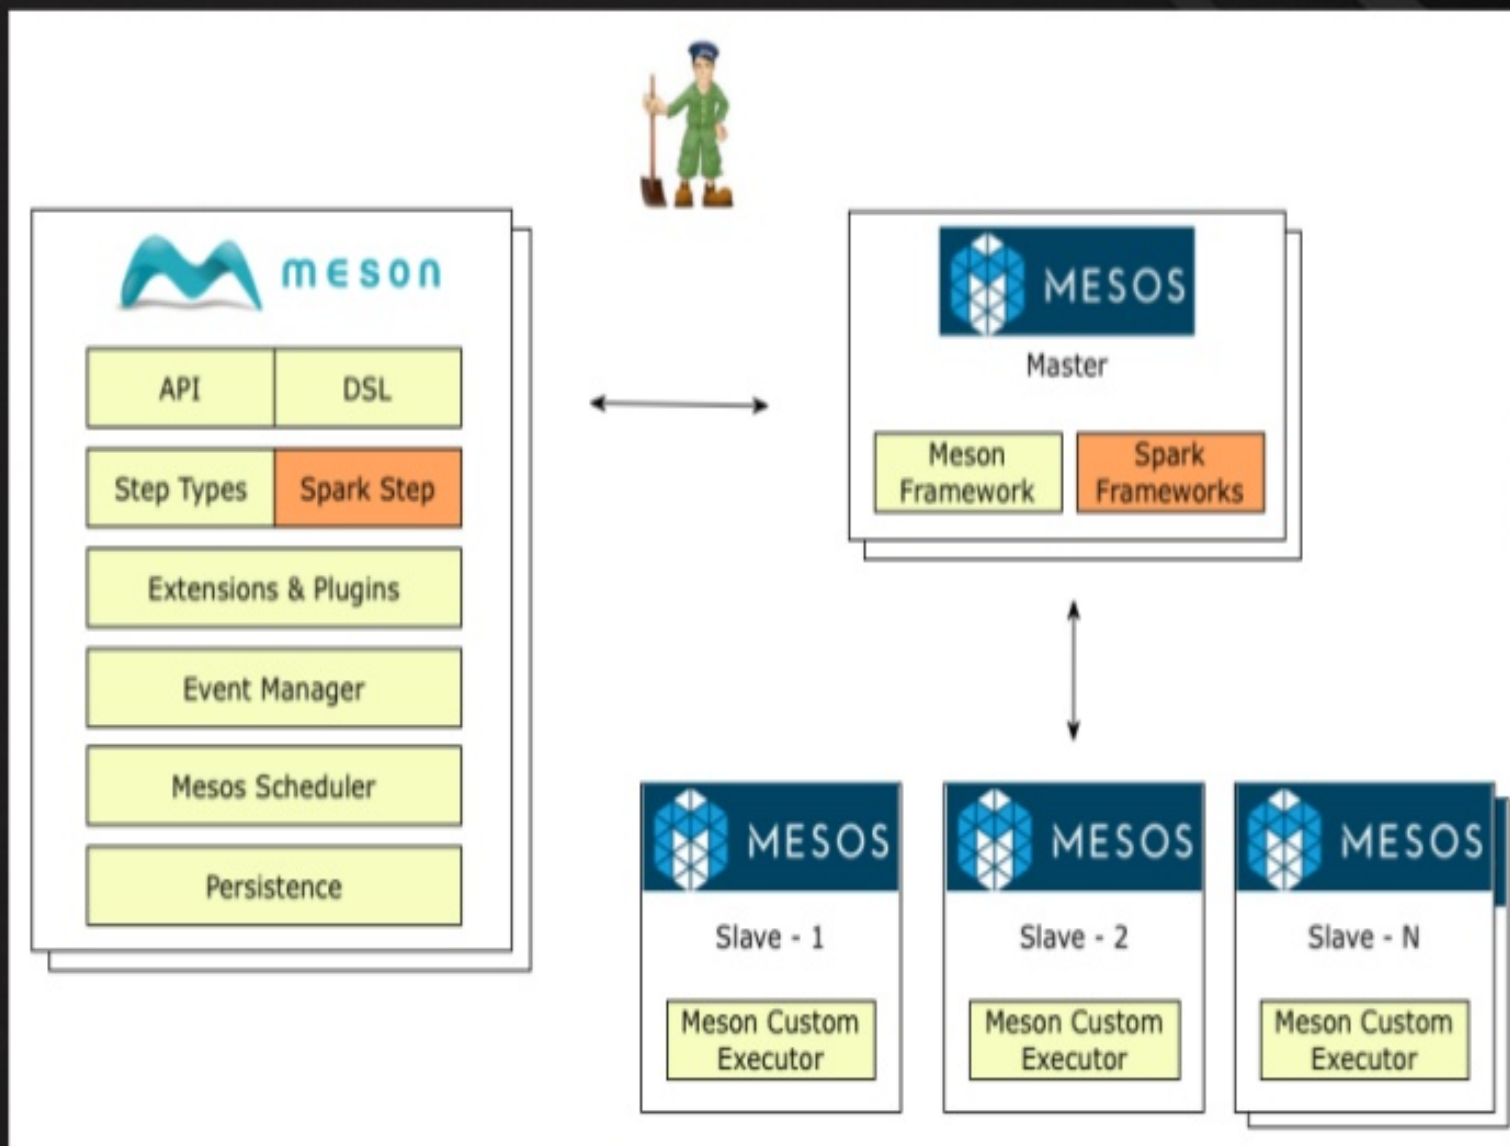 MESON
API
DSL
Step Types
Spark Step
Extensions & Plugins
Event Manager
Mesos Scheduler
Persistence
MESOS
Master
Meson
Framework
Spark
Frameworks
MESOS
Slave - 1
Meson Custom
Executor
MESOS
Slave - 2
Meson Custom
Executor
MESOS
Slave - N
Meson Custom
Executor